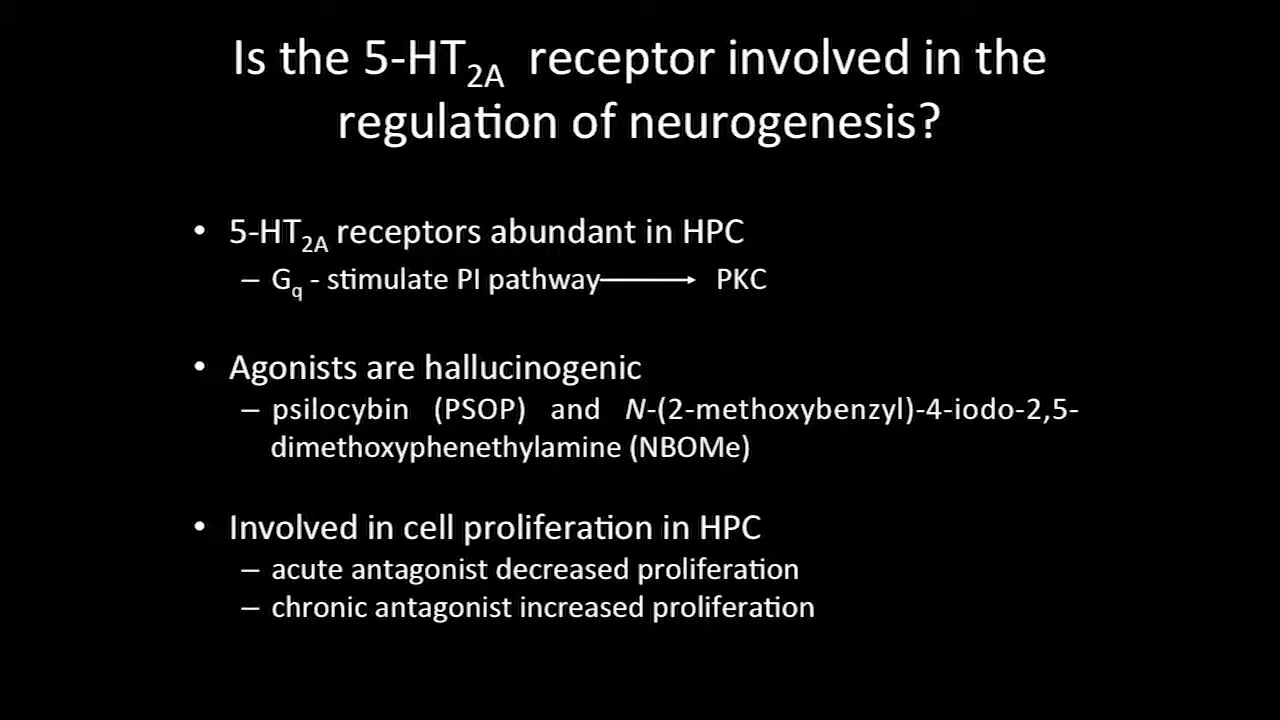 Is the 5-HT2A receptor involved in the
regulation of neurogenesis?
• 5-HT2A receptors abundant in HPC
– Gq - stimulate PI pathway → PKC
• Agonists are hallucinogenic
– psilocybin (PSOP) and N-(2-methoxybenzyl)-4-iodo-2,5-
dimethoxyphenethylamine (NBOMe)
• Involved in cell proliferation in HPC
– acute antagonist decreased proliferation
– chronic antagonist increased proliferation